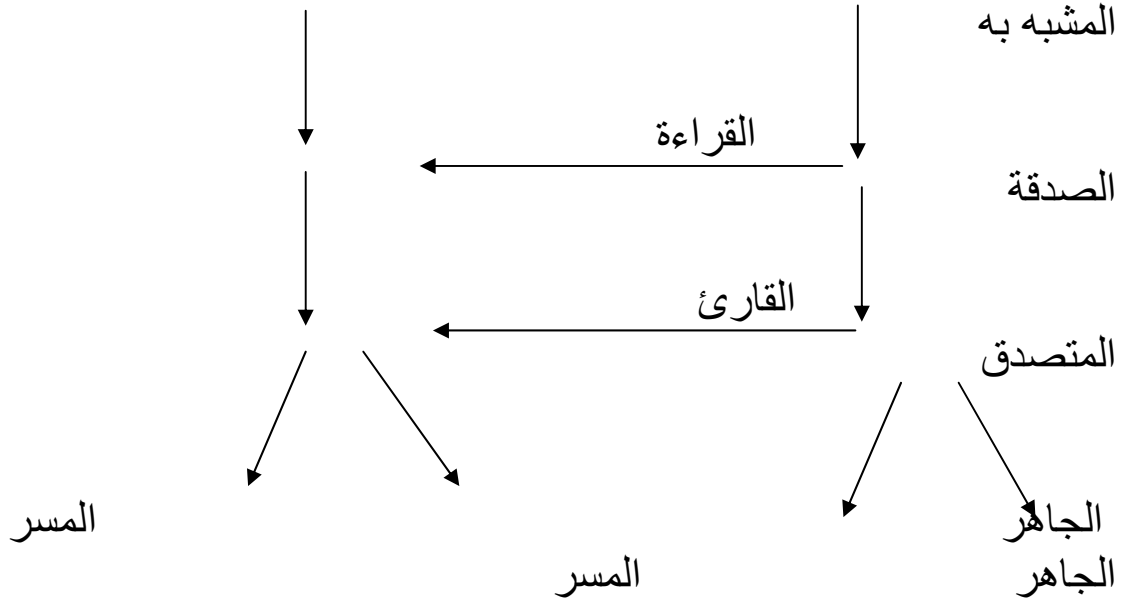 المشبه به
القراءة
الصدقة
القارئ
المتصدق
الجاهر
المسر
الجاهر
المسر